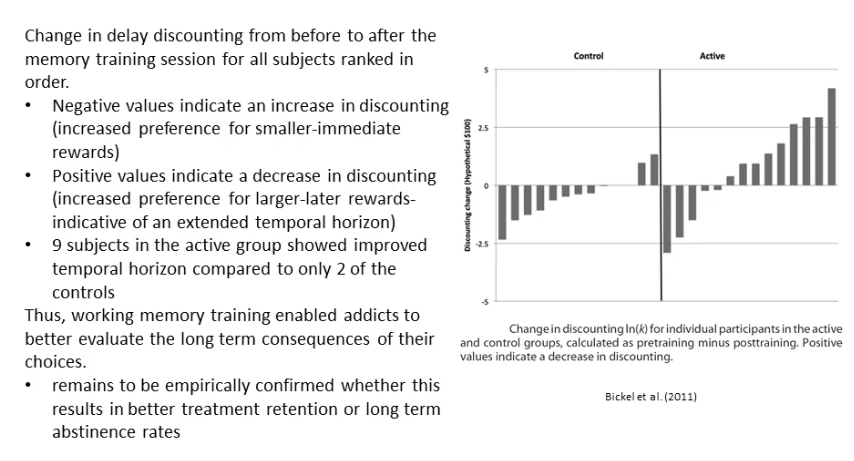 Change in delay discounting from before to after the
memory training session for all subjects ranked in
order.
• Negative values indicate an increase in discounting
(increased preference for smaller-immediate
rewards)
• Positive values indicate a decrease in discounting
(increased preference for larger-later rewards-
indicative of an extended temporal horizon)
• 9 subjects in the active group showed improved
temporal horizon compared to only 2 of the
controls
Thus, working memory training enabled addicts to
better evaluate the long term consequences of their
choices.
• remains to be empirically confirmed whether this
results in better treatment retention or long term
abstinence rates
Control Active
Discounting change (Hypothetical $100)
5
2.5
0
-2.5
-5
Change in discounting ln(k) for individual participants in the active
and control groups, calculated as pretraining minus posttraining. Positive
values indicate a decrease in discounting.
Bickel et al. (2011)